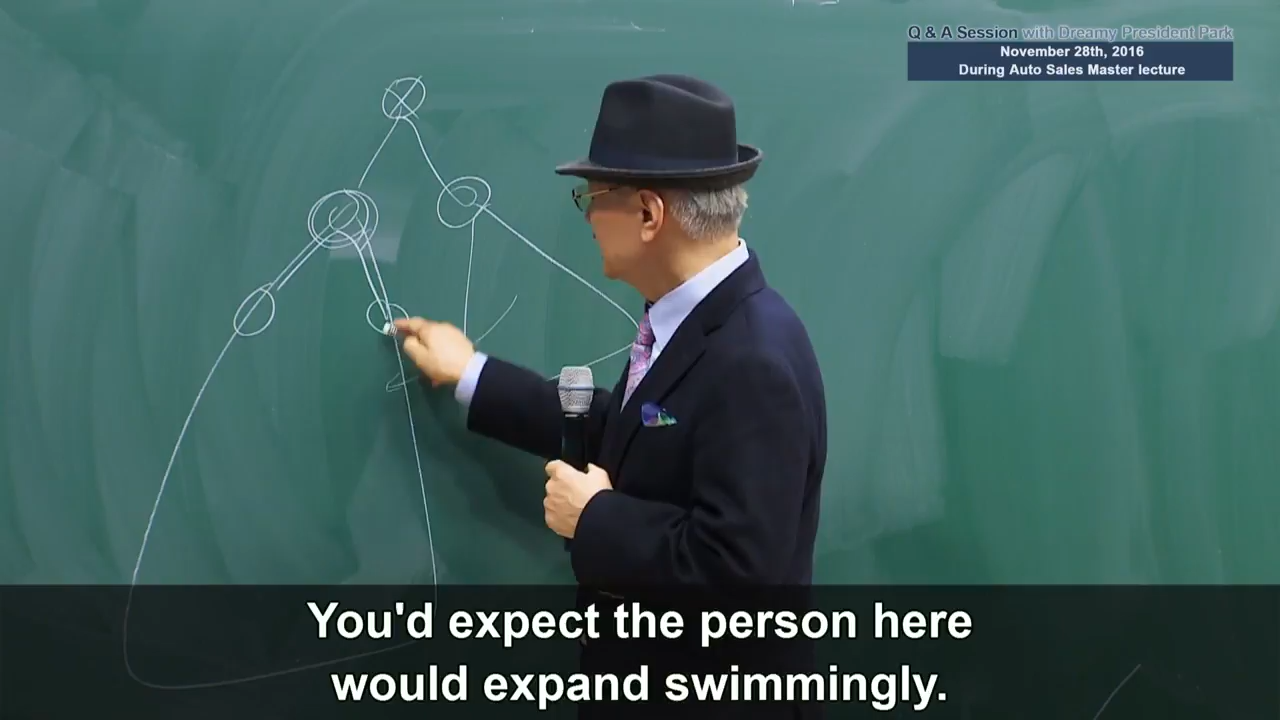 Q & A Session with Dreamy President Park
November 28th, 2016
During Auto Sales Master lecture
You'd expect the person here
would expand swimmingly.